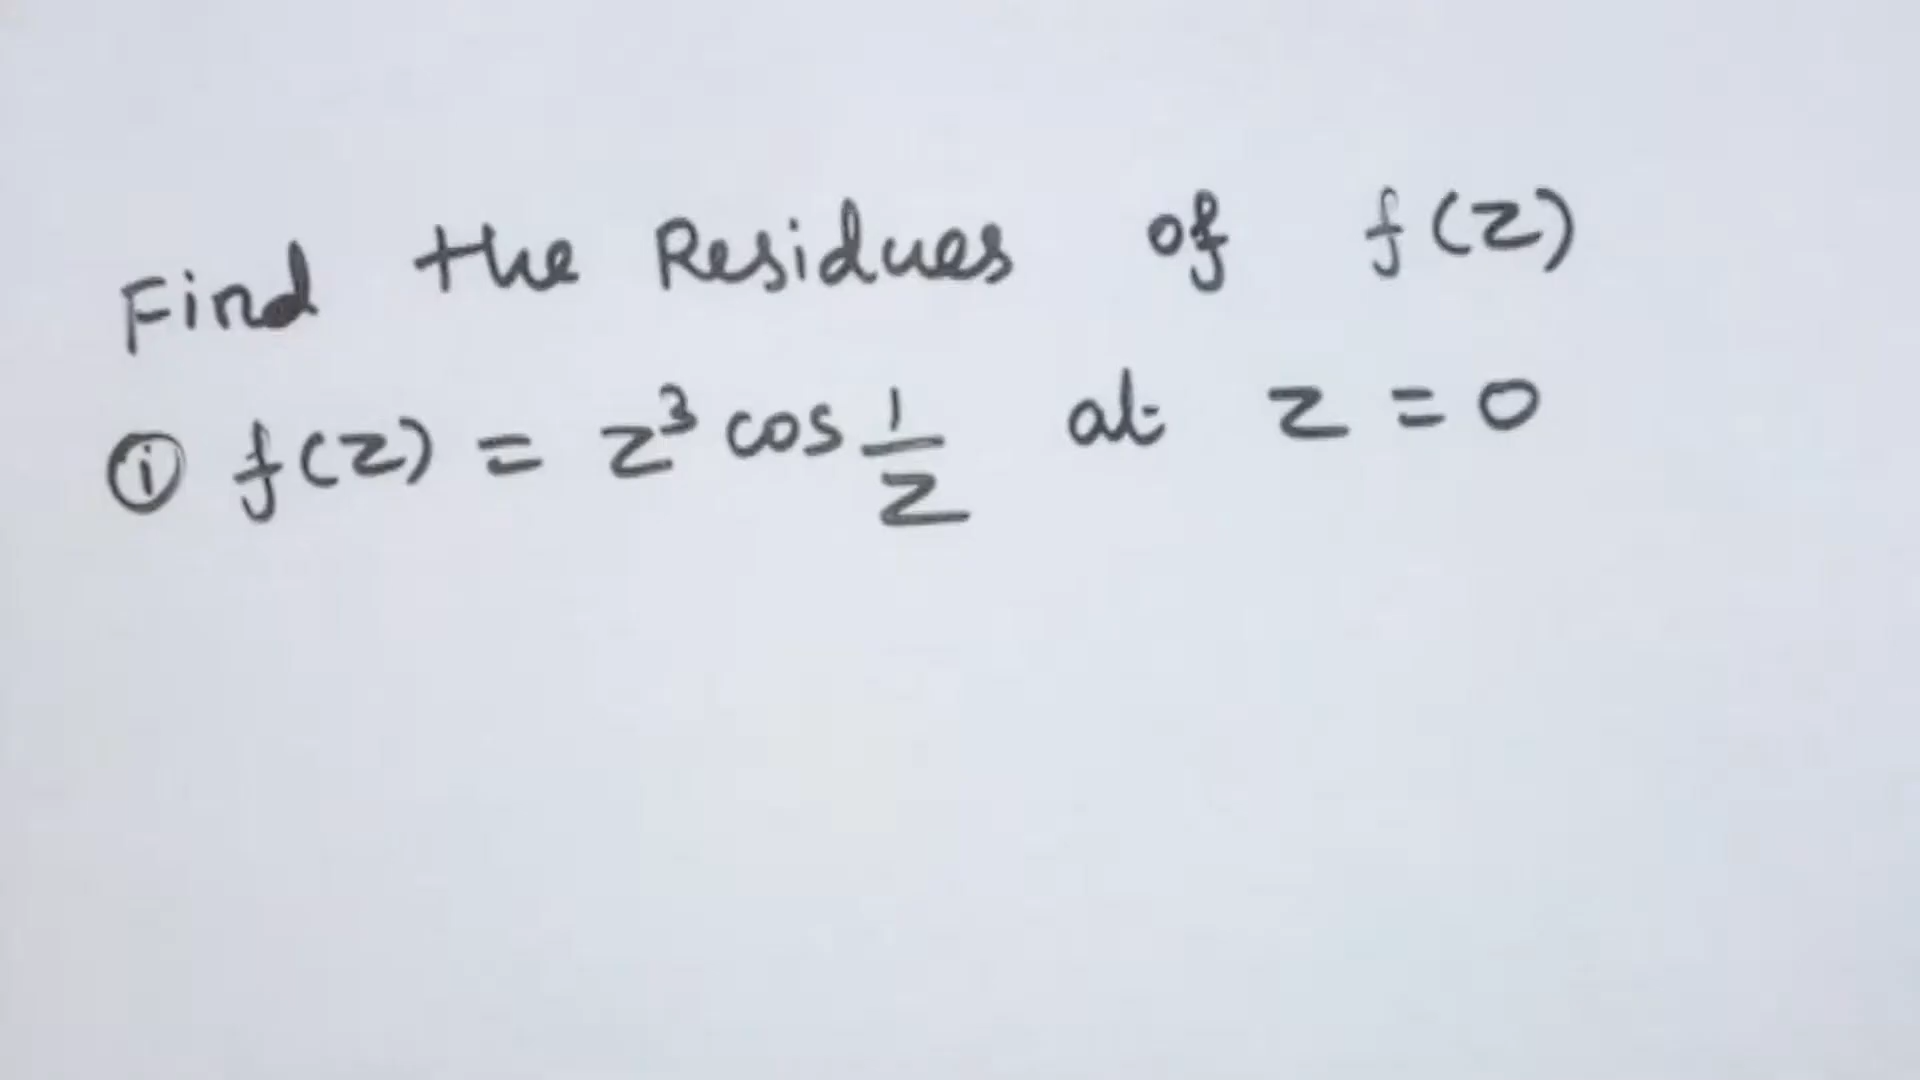 Find the Residues of f(z)
ⓘ f(z) = z³ cos 1/z at z = 0